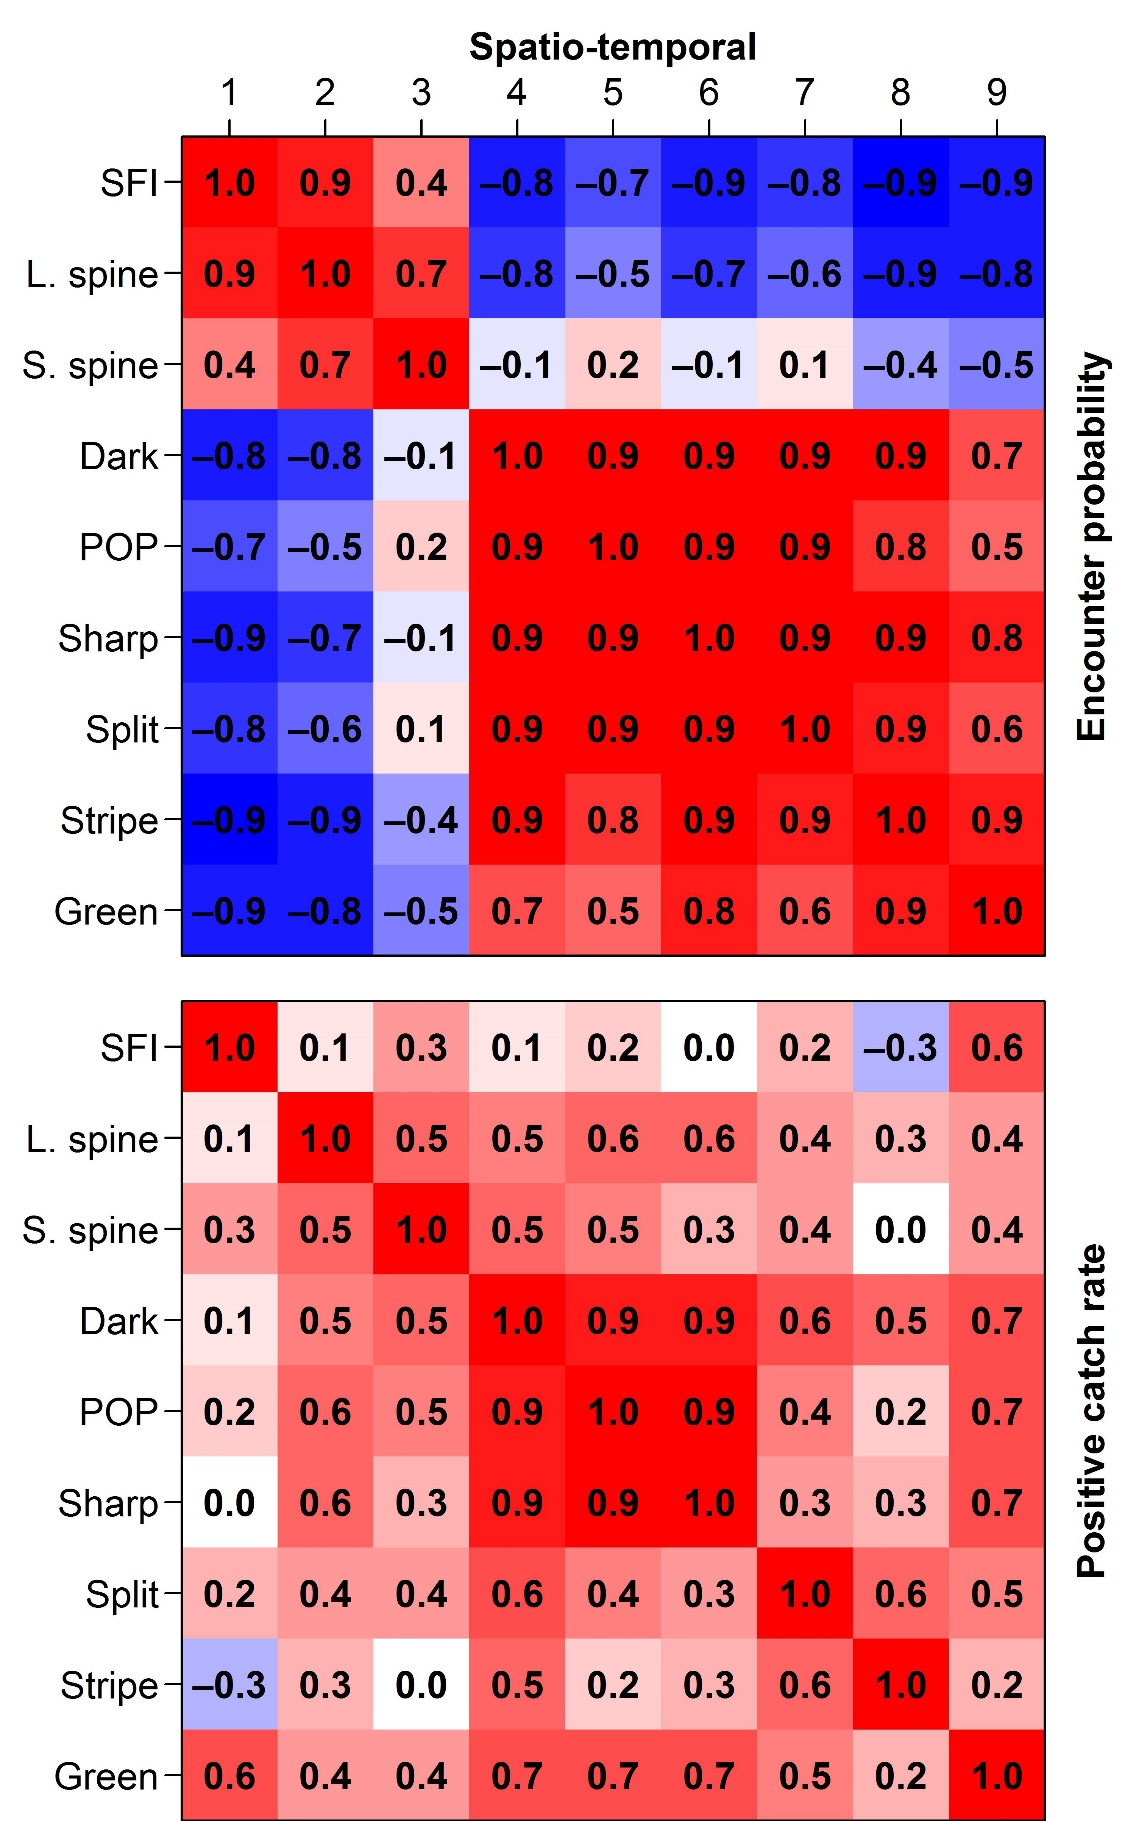 Spatio-temporal
1 2 3 4 5 6 7 8 9
SFI 1.0 0.9 0.4 –0.8 –0.7 –0.9 –0.8 –0.9 –0.9
L. spine 0.9 1.0 0.7 –0.8 –0.5 –0.7 –0.6 –0.9 –0.8
S. spine 0.4 0.7 1.0 –0.1 0.2 –0.1 0.1 –0.4 –0.5
Dark –0.8 –0.8 –0.1 1.0 0.9 0.9 0.9 0.9 0.7
POP –0.7 –0.5 0.2 0.9 1.0 0.9 0.9 0.8 0.5
Sharp –0.9 –0.7 –0.1 0.9 0.9 1.0 0.9 0.9 0.8
Split –0.8 –0.6 0.1 0.9 0.9 0.9 1.0 0.9 0.6
Stripe –0.9 –0.9 –0.4 0.9 0.8 0.9 0.9 1.0 0.9
Green –0.9 –0.8 –0.5 0.7 0.5 0.8 0.6 0.9 1.0
Encounter probability
SFI 1.0 0.1 0.3 0.1 0.2 0.0 0.2 –0.3 0.6
L. spine 0.1 1.0 0.5 0.5 0.6 0.6 0.4 0.3 0.4
S. spine 0.3 0.5 1.0 0.5 0.5 0.3 0.4 0.0 0.4
Dark 0.1 0.5 0.5 1.0 0.9 0.9 0.6 0.5 0.7
POP 0.2 0.6 0.5 0.9 1.0 0.9 0.4 0.2 0.7
Sharp 0.0 0.6 0.3 0.9 0.9 1.0 0.3 0.3 0.7
Split 0.2 0.4 0.4 0.6 0.4 0.3 1.0 0.6 0.5
Stripe –0.3 0.3 0.0 0.5 0.2 0.3 0.6 1.0 0.2
Green 0.6 0.4 0.4 0.7 0.7 0.7 0.5 0.2 1.0
Positive catch rate